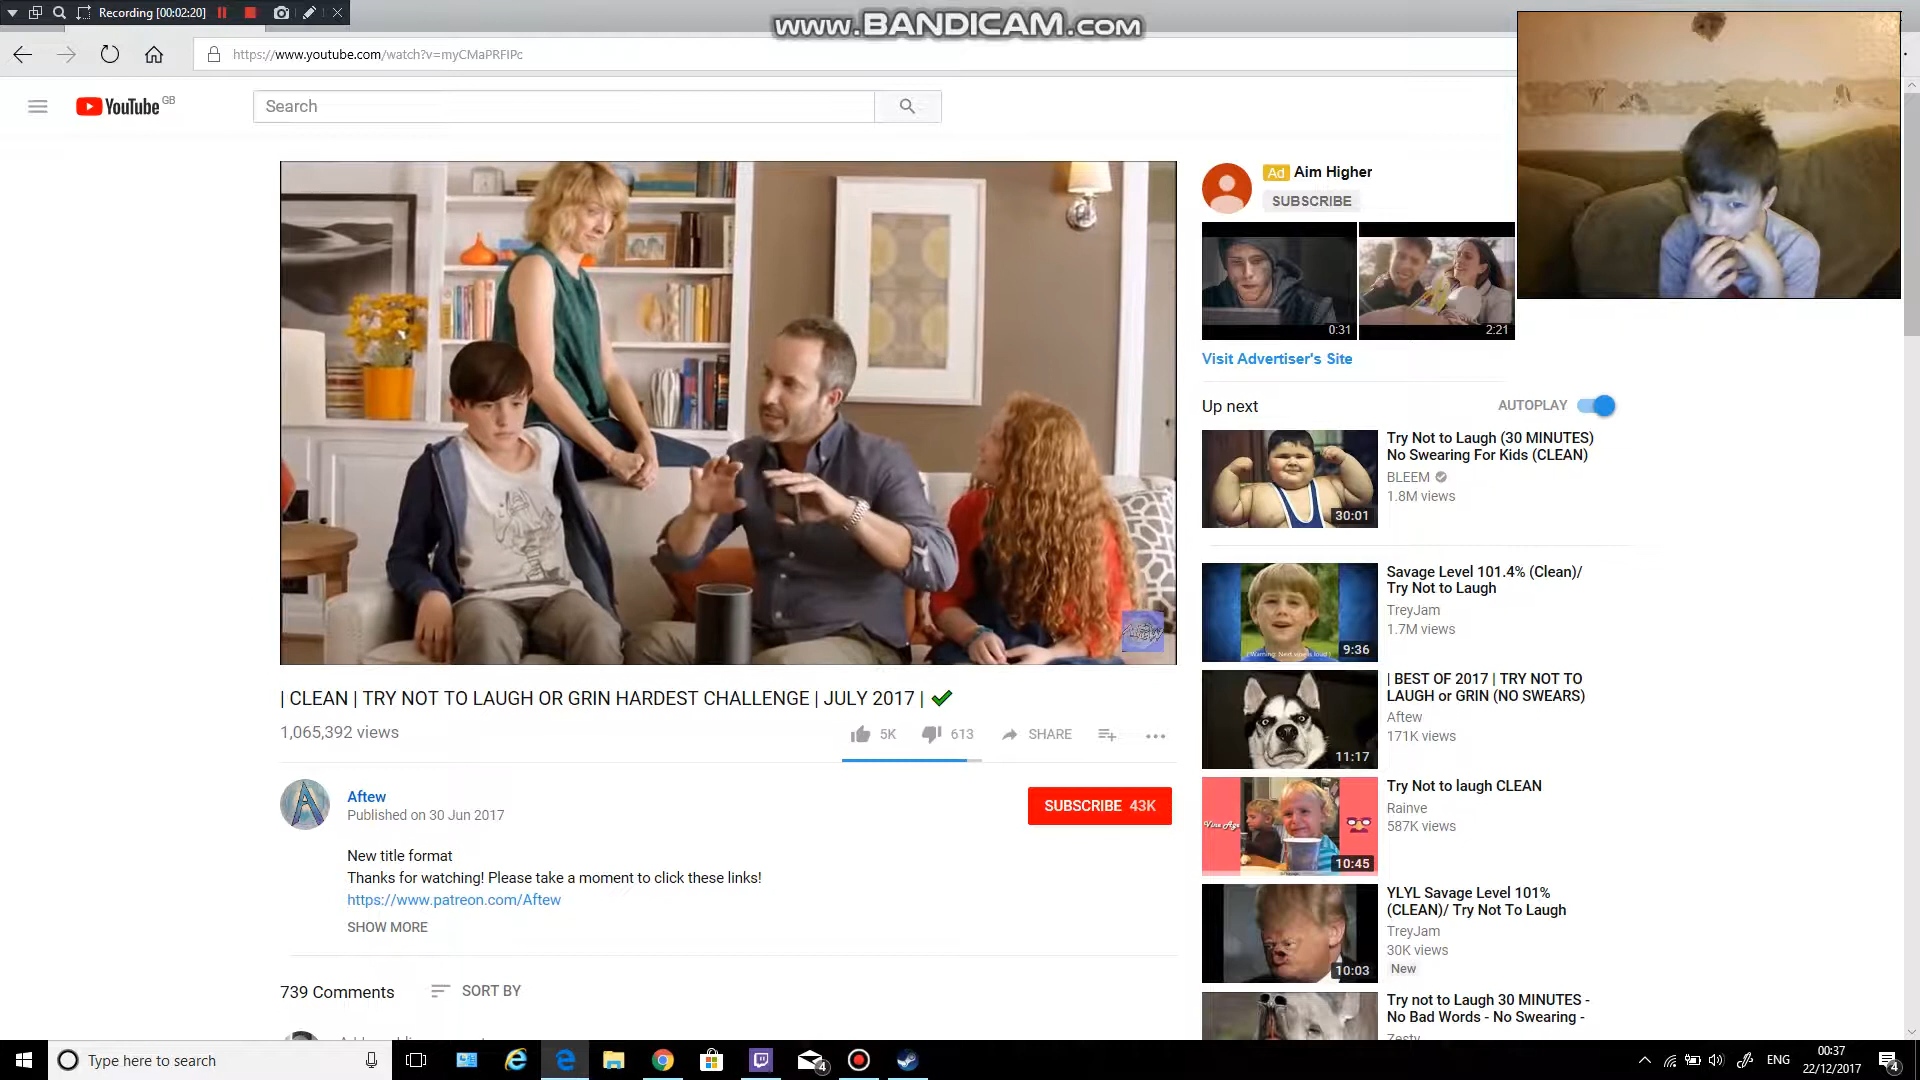 Recording [00:02:20]
www.BANDICAM.com
https://www.youtube.com/watch?v=myCMaPRFIPc
YouTube GB
Search
Ad Aim Higher
SUBSCRIBE
0:31
2:21
Visit Advertiser's Site
Up next
AUTOPLAY
Try Not to Laugh (30 MINUTES)
No Swearing For Kids (CLEAN)
BLEEM
1.8M views
30:01
Savage Level 101.4% (Clean)/
Try Not to Laugh
TreyJam
1.7M views
9:36
| BEST OF 2017 | TRY NOT TO
LAUGH or GRIN (NO SWEARS)
Aftew
171K views
11:17
Try Not to laugh CLEAN
Rainve
587K views
10:45
YLYL Savage Level 101%
(CLEAN)/ Try Not To Laugh
TreyJam
30K views
New
10:03
Try not to Laugh 30 MINUTES -
No Bad Words - No Swearing -
| CLEAN | TRY NOT TO LAUGH OR GRIN HARDEST CHALLENGE | JULY 2017 | ✔
1,065,392 views
5K
613
SHARE
Aftew
Published on 30 Jun 2017
SUBSCRIBE 43K
New title format
Thanks for watching! Please take a moment to click these links!
https://www.patreon.com/Aftew
SHOW MORE
739 Comments
SORT BY
Type here to search
4
ENG
00:37
22/12/2017
4